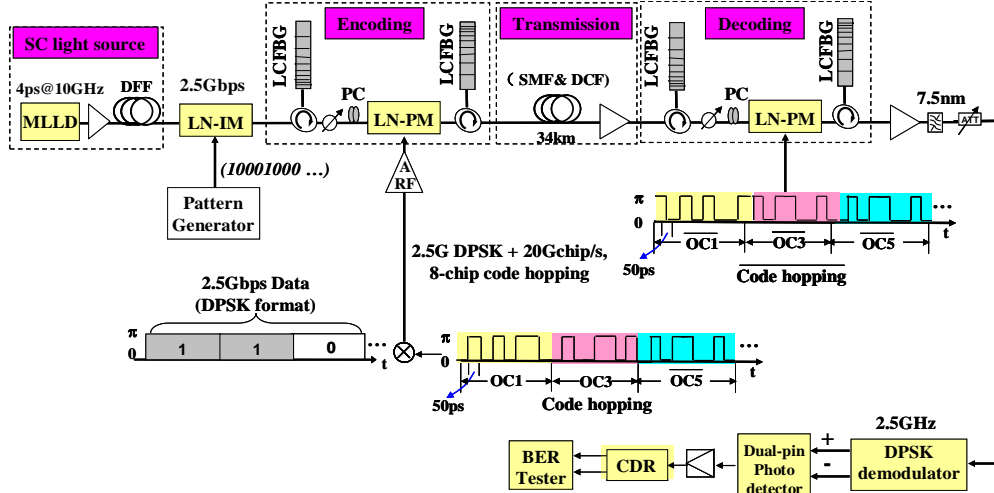 SC light source
Encoding
Transmission
Decoding
LCFBG
LCFBG
LCFBG
LCFBG
4ps@10GHz
DFF
2.5Gbps
PC
( SMF& DCF)
PC
7.5nm
MLLD
LN-IM
LN-PM
34km
LN-PM
ATT
(10001000 …)
A
RF
Pattern
Generator
π
0
...
t
OC1
OC3
OC5
50ps
Code hopping
2.5G DPSK + 20Gchip/s,
8-chip code hopping
2.5Gbps Data
(DPSK format)
π
0
1
1
0
...
t
π
0
...
t
OC1
OC3
OC5
50ps
Code hopping
2.5GHz
BER
Tester
CDR
Dual-pin
Photo
detector
+
-
DPSK
demodulator